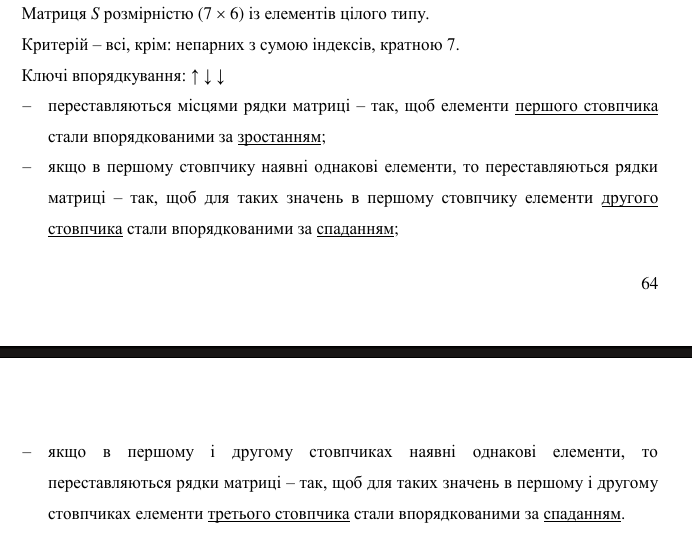 Матриця S розмірністю (7 × 6) із елементів цілого типу.
Критерій – всі, крім: непарних з сумою індексів, кратною 7.
Ключі впорядкування: ↑ ↓ ↓
– переставляються місцями рядки матриці – так, щоб елементи першого стовпчика
стали впорядкованими за зростанням;
– якщо в першому стовпчику наявні однакові елементи, то переставляються рядки
матриці – так, щоб для таких значень в першому стовпчику елементи другого
стовпчика стали впорядкованими за спаданням;
64
– якщо в першому і другому стовпчиках наявні однакові елементи, то
переставляються рядки матриці – так, щоб для таких значень в першому і другому
стовпчиках елементи третього стовпчика стали впорядкованими за спаданням.